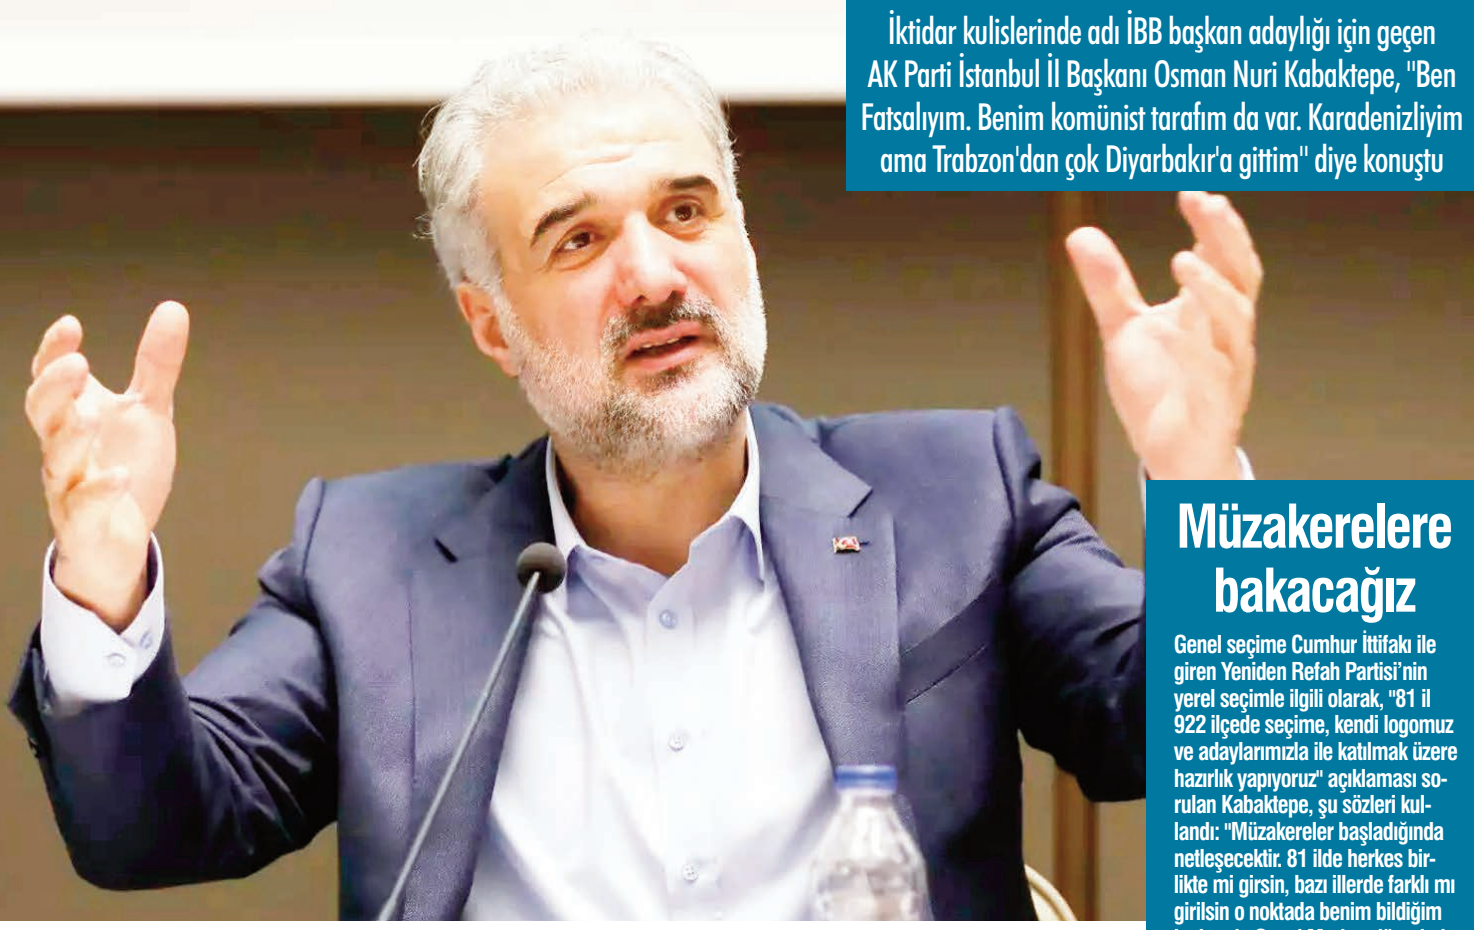 İktidar kulislerinde adı İBB başkan adaylığı için geçen
AK Parti İstanbul İl Başkanı Osman Nuri Kabaktepe, "Ben
Fatsalıyım. Benim komünist tarafım da var. Karadenizliyim
ama Trabzon'dan çok Diyarbakır'a gittim" diye konuştu
Müzakerelere
bakacağız
Genel seçime Cumhur İttifakı ile
giren Yeniden Refah Partisi’nin
yerel seçimle ilgili olarak, "81 il
922 ilçede seçime, kendi logomuz
ve adaylarımızla ile katılmak üzere
hazırlık yapıyoruz" açıklaması so-
rulan Kabaktepe, şu sözleri kul-
landı: "Müzakereler başladığında
netleşecektir. 81 ilde herkes bir-
likte mi girsin, bazı illerde farklı mı
girilsin o noktada benim bildiğim